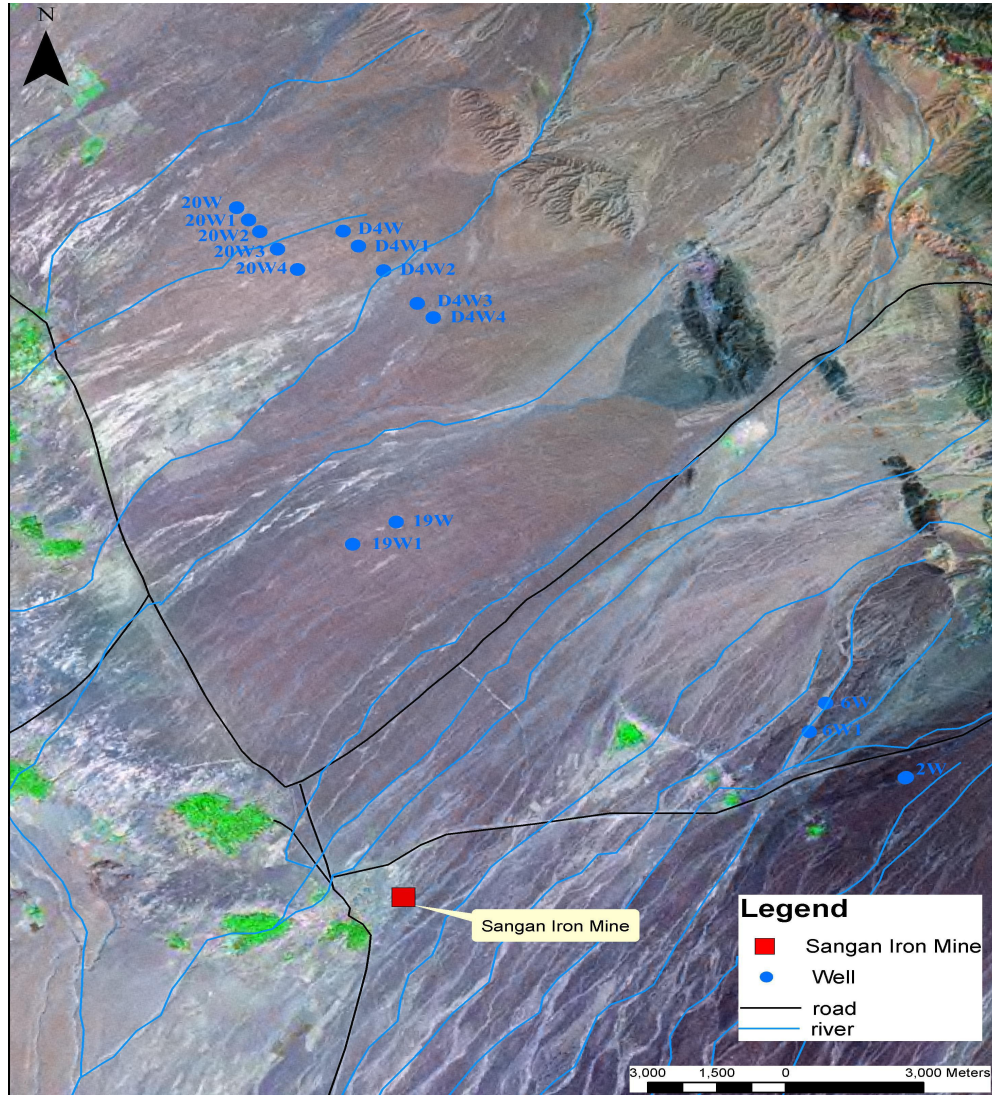 N
20W
20W1
20W2
20W3
20W4
D4W
D4W1
D4W2
D4W3
D4W4
19W
19W1
6W
6W1
2W
Sangan Iron Mine
Legend
Sangan Iron Mine
Well
road
river
3,000 1,500 0 3,000 Meters